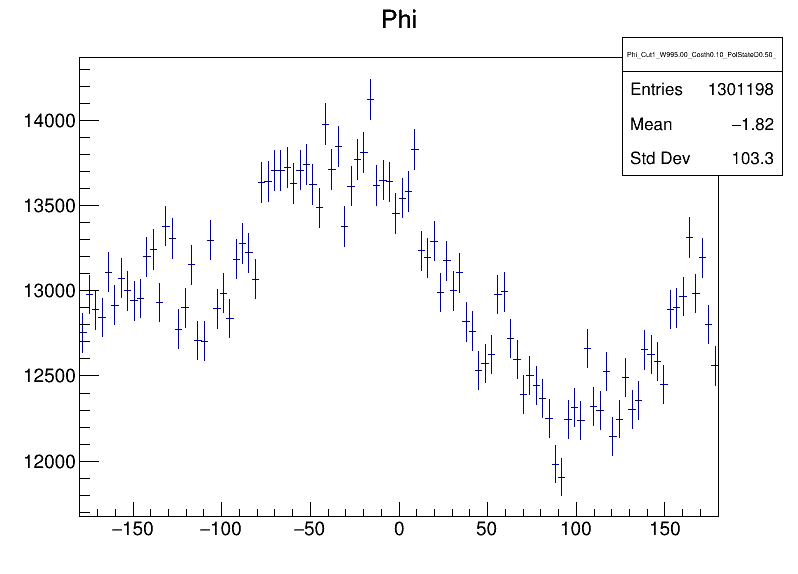 Phi
Phi_Cut1_W995.00_Costh0.10_PolStateD0.50_
Entries 1301198
Mean −1.82
Std Dev 103.3
14000
13500
13000
12500
12000
−150 −100 −50 0 50 100 150